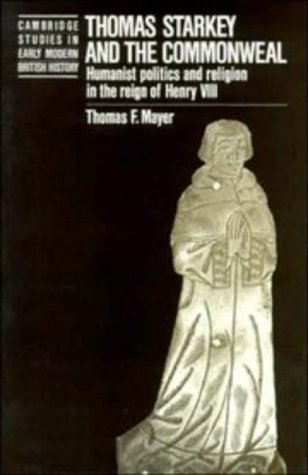 CAMBRIDGE
STUDIES IN
EARLY MODERN
BRITISH HISTORY
THOMAS STARKEY
AND THE COMMONWEAL
Humanist politics and religion
in the reign of Henry VIII
Thomas F. Mayer